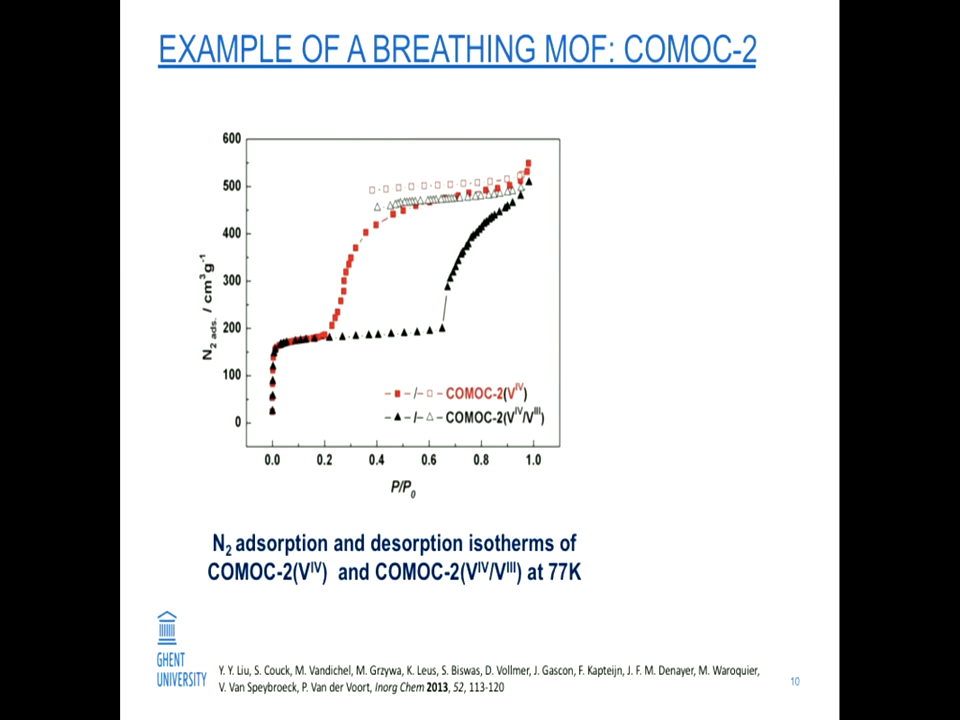 EXAMPLE OF A BREATHING MOF: COMOC-2
600
500
400
300
200
100
0
N2 ads. / cm3g-1
0.0 0.2 0.4 0.6 0.8 1.0
P/P0
COMOC-2(VIV)
COMOC-2(VIV/VIII)
N2 adsorption and desorption isotherms of
COMOC-2(VIV) and COMOC-2(VIV/VIII) at 77K
GHENT
UNIVERSITY
Y. Y. Liu, S. Couck, M. Vandichel, M. Grzywa, K. Leus, S. Biswas, D. Vollmer, J. Gascon, F. Kapteijn, J. F. M. Denayer, M. Waroquier,
V. Van Speybroeck, P. Van der Voort, Inorg Chem 2013, 52, 113-120
10